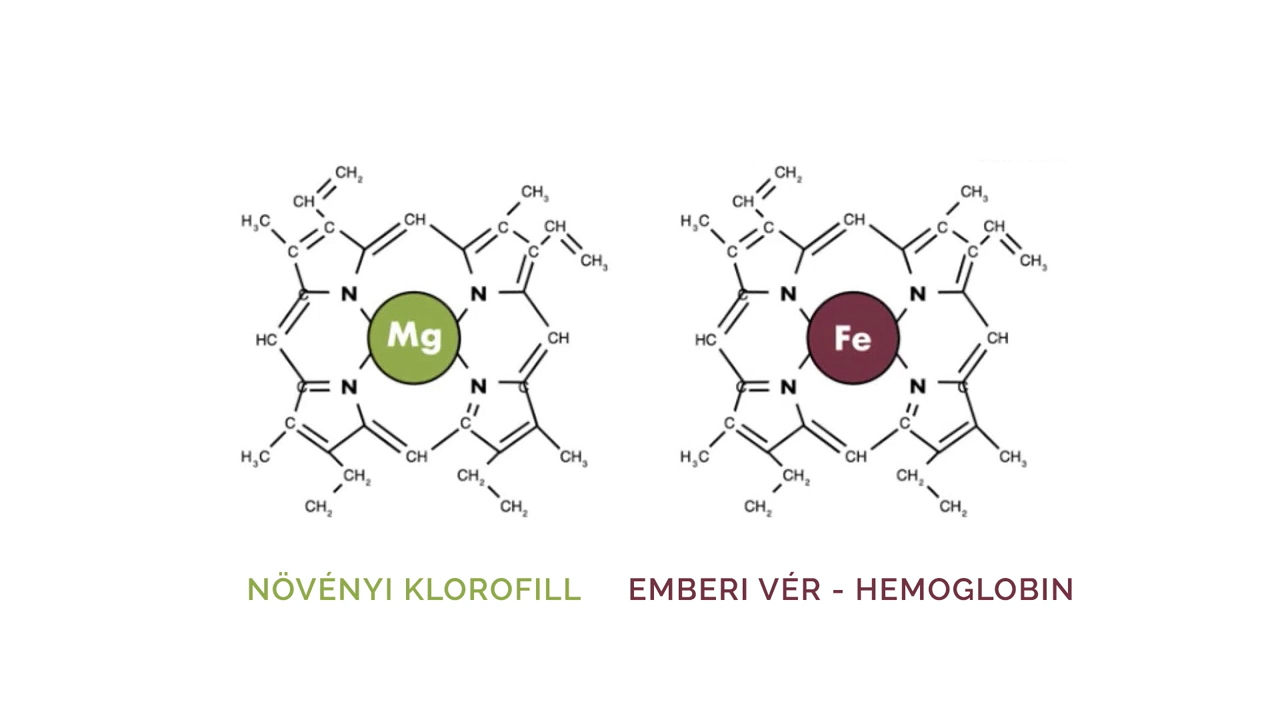 CH₂ CH₂
CH CH₃ CH CH₃
H₃C C CH C CH H₃C C CH C CH
C C CH₃ C C CH₃
C N N C N N
HC Mg CH HC Fe CH
C N N C C N N C
C C C C
H₃C CH CH₃ H₃C CH CH₃
CH₂ CH₂ CH₂ CH₂
CH₂ CH₂ CH₂ CH₂
NÖVÉNYI KLOROFILL EMBERI VÉR - HEMOGLOBIN